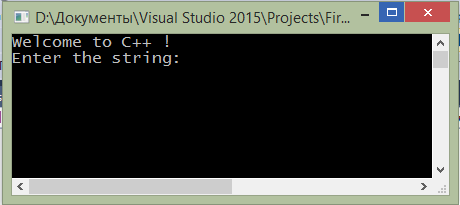 D:\Документы\Visual Studio 2015\Projects\Fir...
Welcome to C++ !
Enter the string: